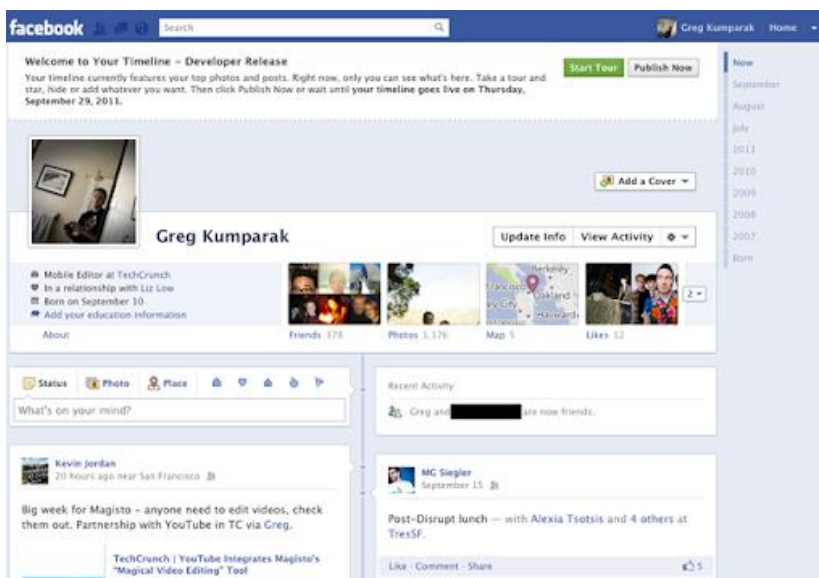 facebook
Search
Greg Kumparak Home
Welcome to Your Timeline – Developer Release
Your timeline currently features your top photos and posts. Right now, only you can see what's here. Take a tour and
star, hide or add whatever you want. Then click Publish Now or wait until your timeline goes live on Thursday,
September 29, 2011.
Start Tour Publish Now
Now
September
August
July
2011
2010
2009
2008
2007
Born
Add a Cover
Greg Kumparak
Update Info View Activity
Mobile Editor at TechCrunch
In a relationship with Liz Low
Born on September 10
Add your education information
About
Friends 378
Photos 1,176
Berkeley
Oakland
Hayward
Map 5
Likes 12
2
Status Photo Place
What's on your mind?
Recent Activity
Greg and are now friends.
Kevin Jordan
20 hours ago near San Francisco
Big week for Magisto – anyone need to edit videos, check
them out. Partnership with YouTube in TC via Greg.
TechCrunch | YouTube Integrates Magisto's
"Magical Video Editing" Tool
MG Siegler
September 15
Post-Disrupt lunch — with Alexia Tsotsis and 4 others at
TresSF.
Like · Comment · Share
5